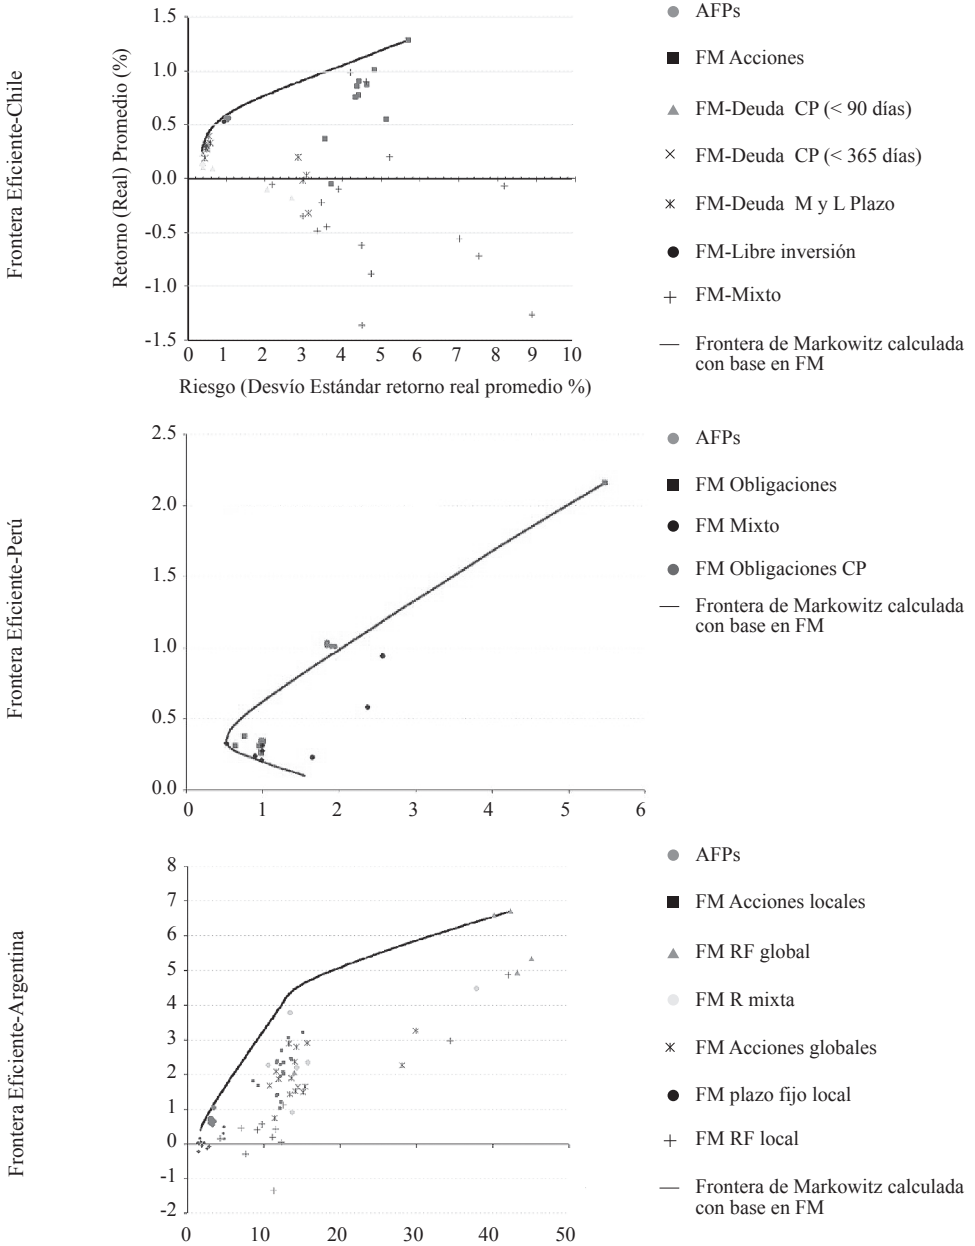 Frontera Eficiente-Chile
Retorno (Real) Promedio (%)
1.5
1.0
0.5
0.0
-0.5
-1.0
-1.5
0 1 2 3 4 5 6 7 8 9 10
Riesgo (Desvío Estándar retorno real promedio %)
AFPs
FM Acciones
FM-Deuda CP (< 90 días)
FM-Deuda CP (< 365 días)
FM-Deuda M y L Plazo
FM-Libre inversión
FM-Mixto
Frontera de Markowitz calculada
con base en FM
Frontera Eficiente-Perú
2.5
2.0
1.5
1.0
0.5
0.0
0 1 2 3 4 5 6
AFPs
FM Obligaciones
FM Mixto
FM Obligaciones CP
Frontera de Markowitz calculada
con base en FM
Frontera Eficiente-Argentina
8
7
6
5
4
3
2
1
0
-1
-2
0 10 20 30 40 50
AFPs
FM Acciones locales
FM RF global
FM R mixta
FM Acciones globales
FM plazo fijo local
FM RF local
Frontera de Markowitz calculada
con base en FM